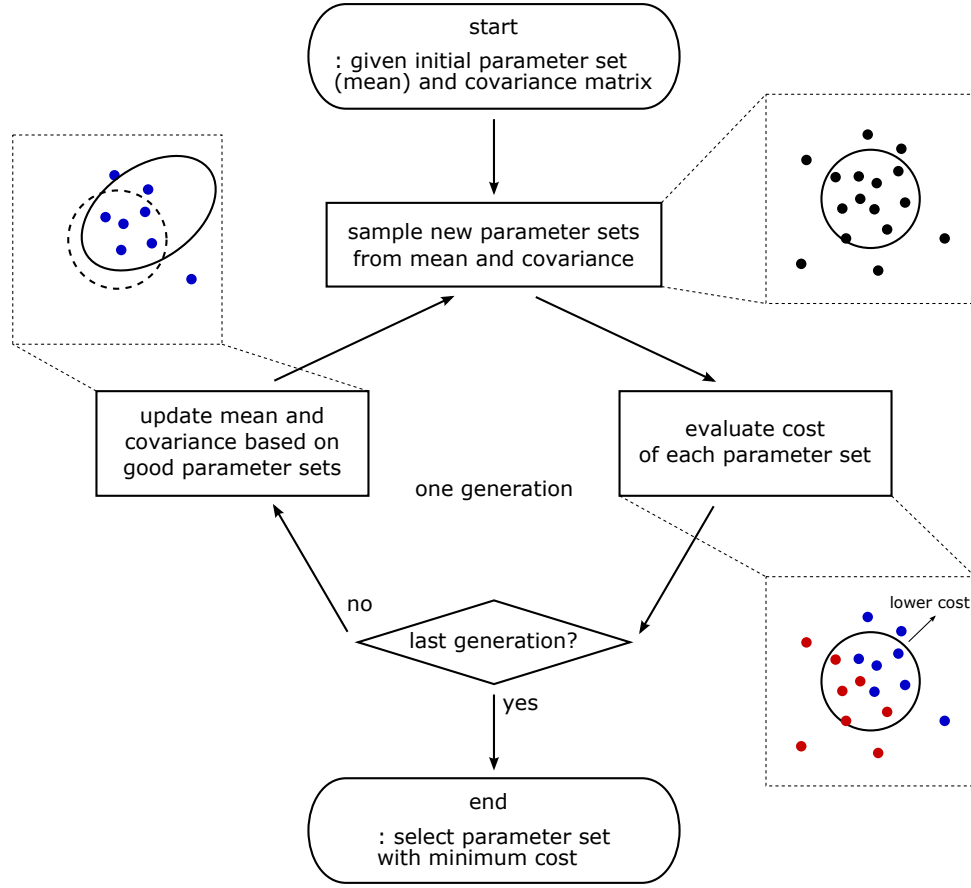 start
: given initial parameter set
(mean) and covariance matrix
sample new parameter sets
from mean and covariance
update mean and
covariance based on
good parameter sets
evaluate cost
of each parameter set
one generation
lower cost
no
last generation?
yes
end
: select parameter set
with minimum cost